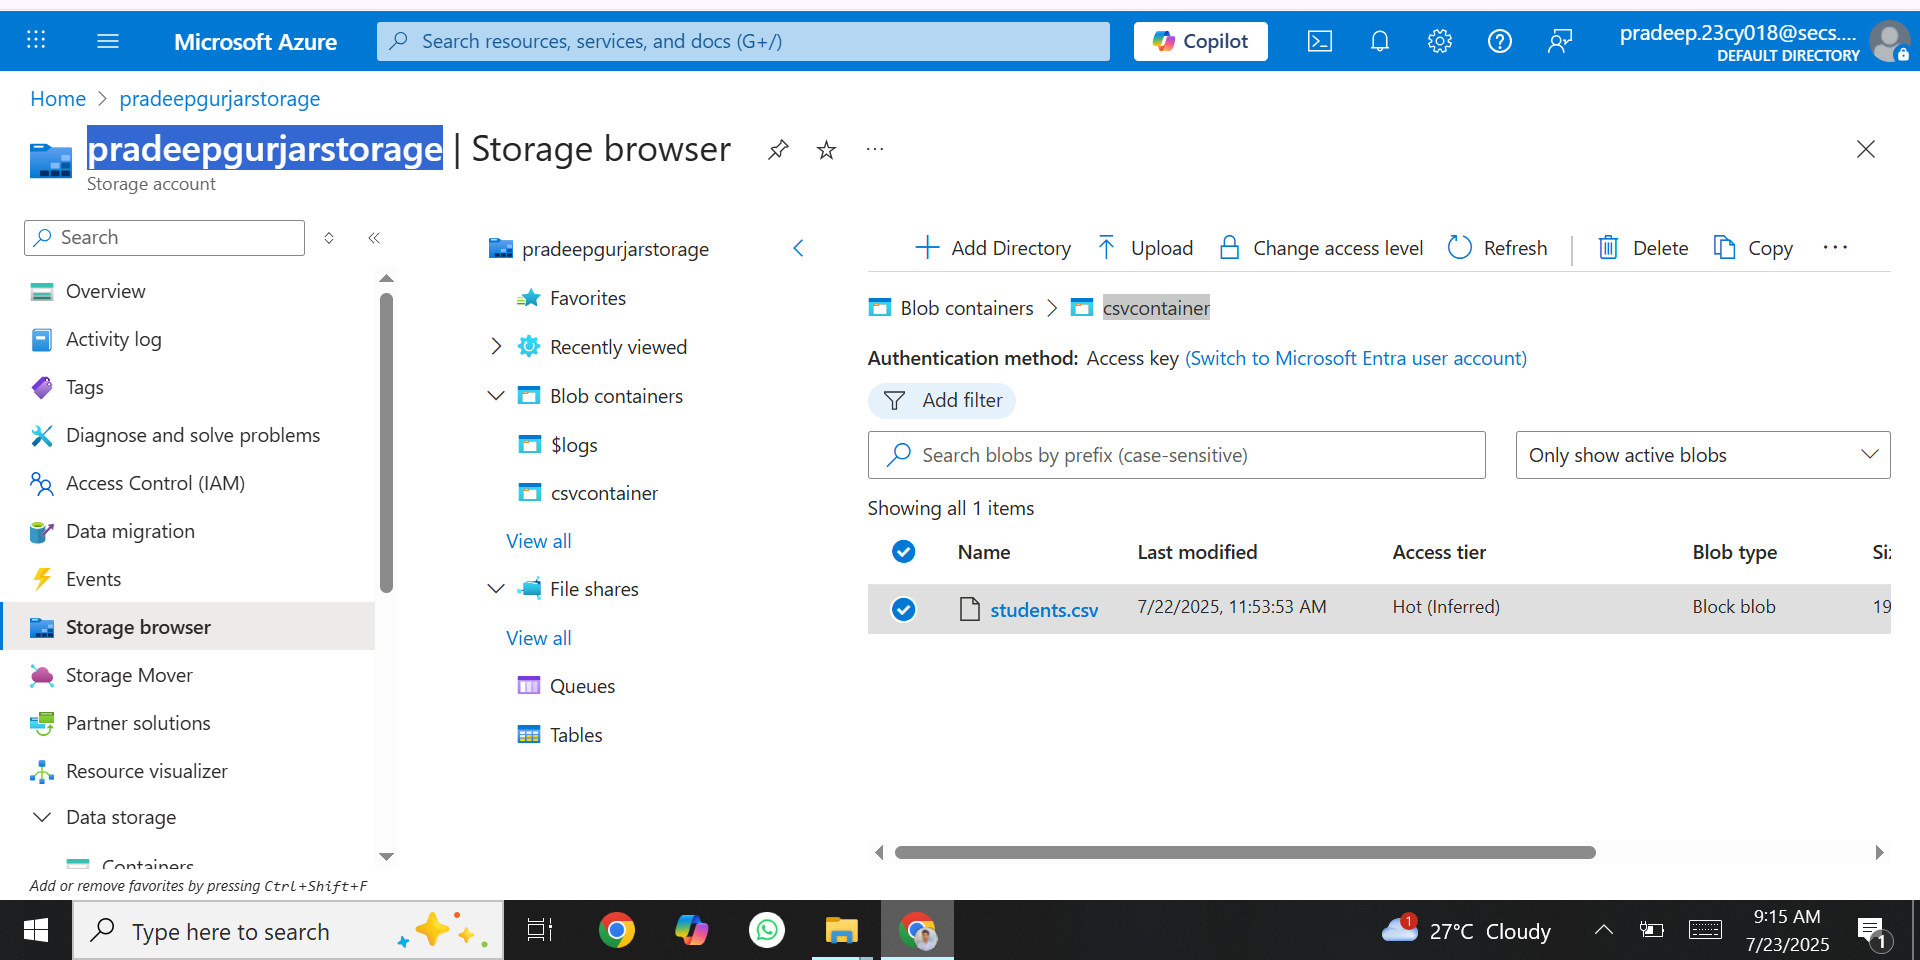 Microsoft Azure
Search resources, services, and docs (G+/)
Copilot
pradeep.23cy018@secs....
DEFAULT DIRECTORY
Home > pradeepgurjarstorage
pradeepgurjarstorage | Storage browser
Storage account
Search
Overview
Activity log
Tags
Diagnose and solve problems
Access Control (IAM)
Data migration
Events
Storage browser
Storage Mover
Partner solutions
Resource visualizer
Data storage
Containers
Add or remove favorites by pressing Ctrl+Shift+F
pradeepgurjarstorage
Favorites
Recently viewed
Blob containers
$logs
csvcontainer
View all
File shares
View all
Queues
Tables
Add Directory Upload Change access level Refresh Delete Copy
Blob containers > csvcontainer
Authentication method: Access key (Switch to Microsoft Entra user account)
Add filter
Search blobs by prefix (case-sensitive)
Only show active blobs
Showing all 1 items
Name Last modified Access tier Blob type
students.csv 7/22/2025, 11:53:53 AM Hot (Inferred) Block blob 19
Type here to search
1
27°C Cloudy
9:15 AM
7/23/2025
1